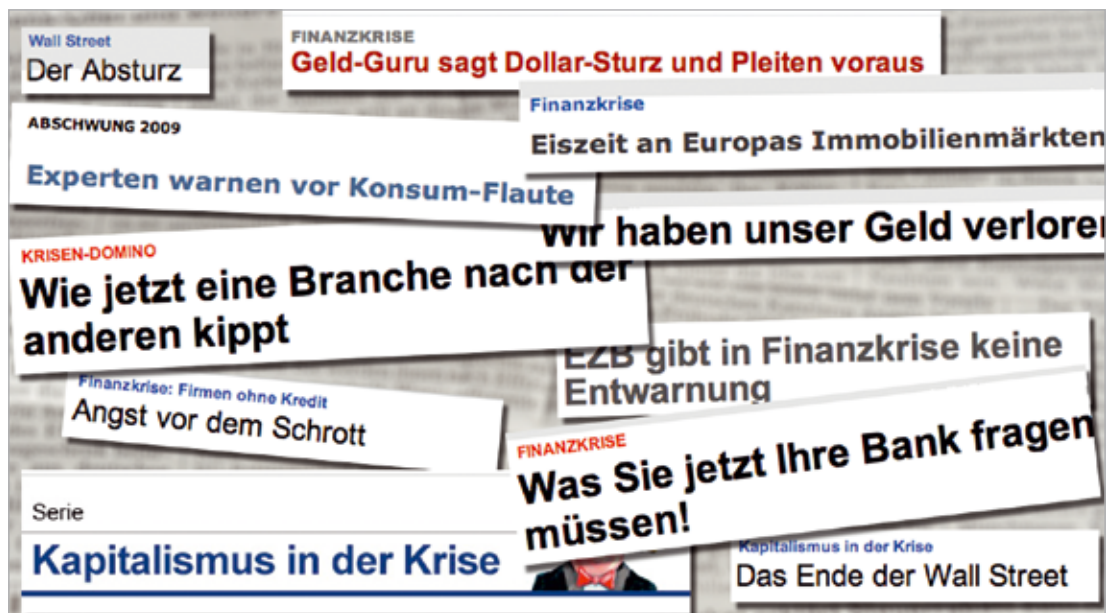 Wall Street
Der Absturz
FINANZKRISE
Geld-Guru sagt Dollar-Sturz und Pleiten voraus
Finanzkrise
Eiszeit an Europas Immobilienmärkten
ABSCHWUNG 2009
Experten warnen vor Konsum-Flaute
Wir haben unser Geld
KRISEN-DOMINO
Wie jetzt eine Branche nach der
anderen kippt
EZB gibt in Finanzkrise keine
Entwarnung
Finanzkrise: Firmen ohne Kredit
Angst vor dem Schrott
FINANZKRISE
Was Sie jetzt Ihre Bank fragen
müssen!
Serie
Kapitalismus in der Krise
Kapitalismus in der Krise
Das Ende der Wall Street